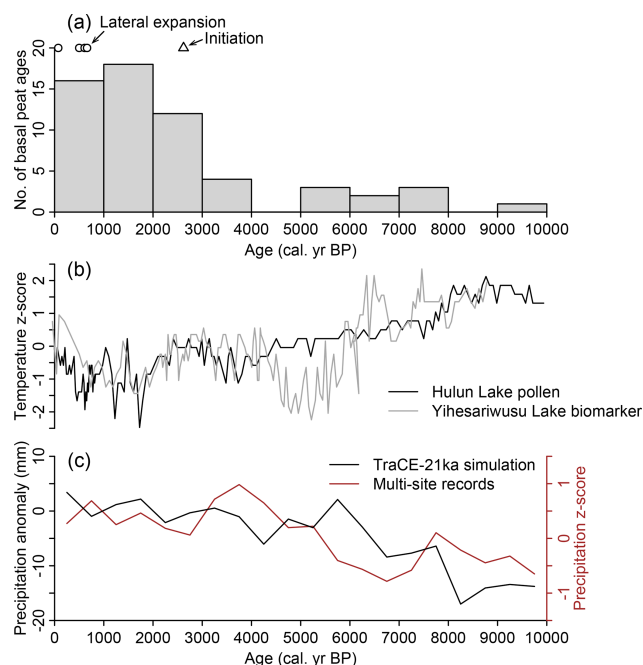 (a)
Lateral expansion
Initiation
No. of basal peat ages
20
15
10
5
0
0 1000 2000 3000 4000 5000 6000 7000 8000 9000 10000
Age (cal. yr BP)
(b)
Temperature z-score
2
1
0
-1
-2
Hulun Lake pollen
Yihesariwusu Lake biomarker
(c)
Precipitation anomaly (mm)
10
0
-10
-20
TraCE-21ka simulation
Multi-site records
1
0
-1
Precipitation z-score
0 1000 2000 3000 4000 5000 6000 7000 8000 9000 10000
Age (cal. yr BP)